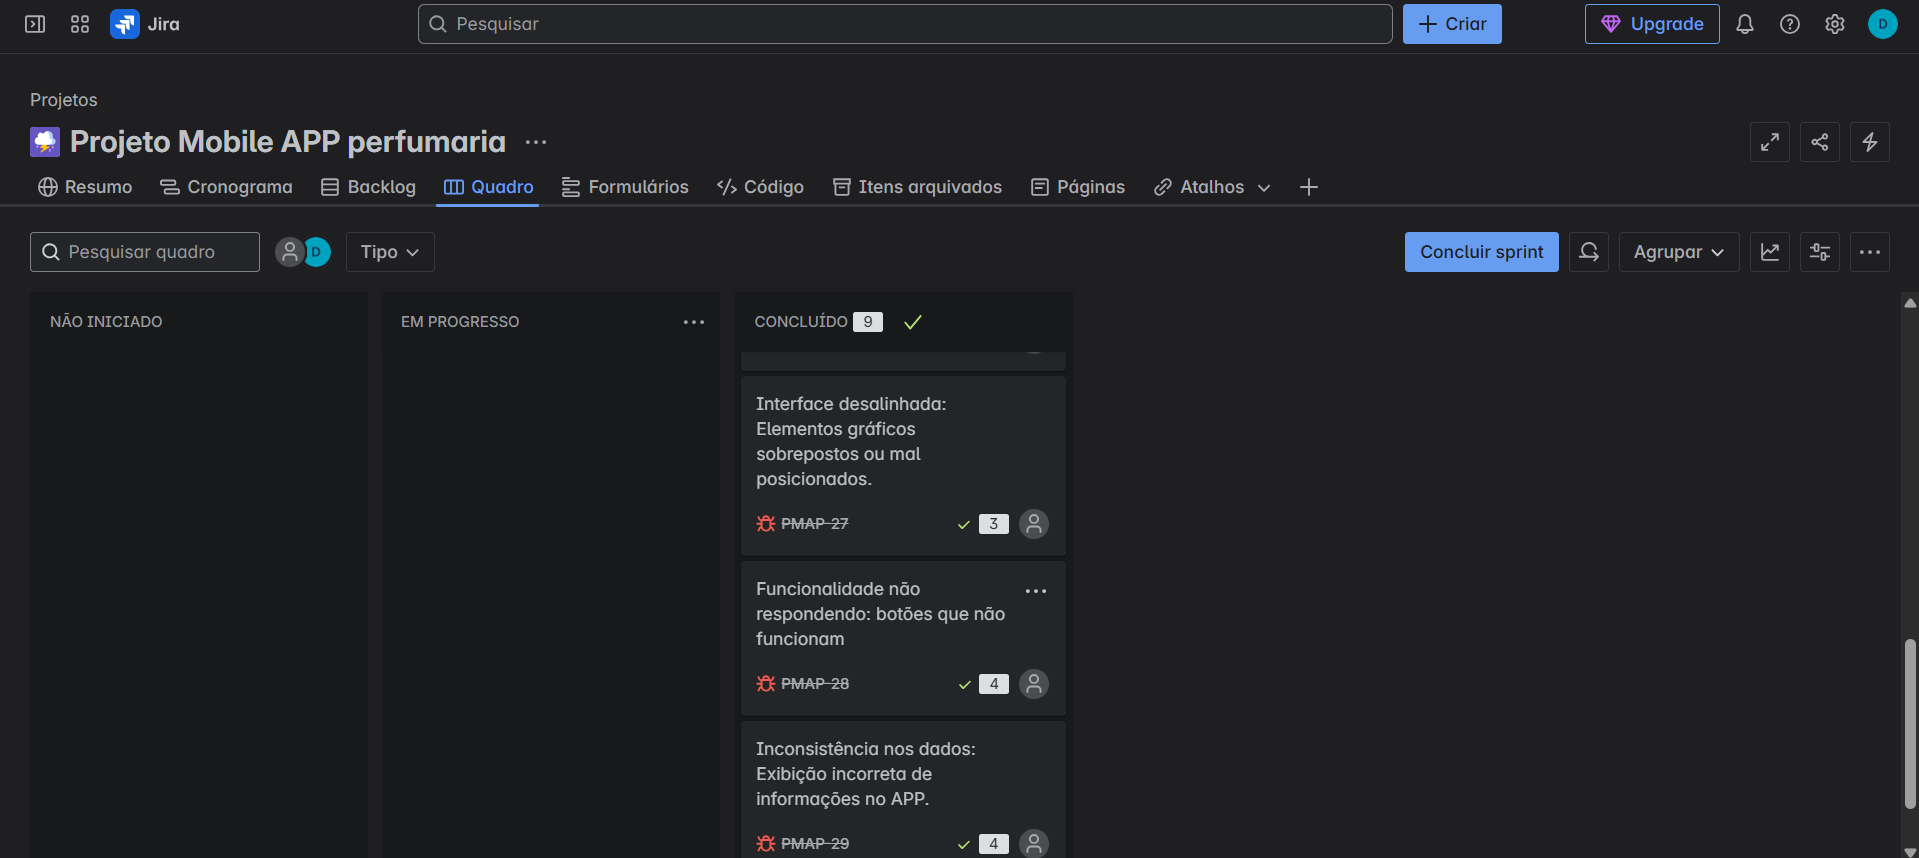 Jira
Pesquisar
Criar
Upgrade
D
Projetos
Projeto Mobile APP perfumaria
Resumo
Cronograma
Backlog
Quadro
Formulários
Código
Itens arquivados
Páginas
Atalhos
Pesquisar quadro
D
Tipo
Concluir sprint
Agrupar
NÃO INICIADO
EM PROGRESSO
CONCLUÍDO 9
Interface desalinhada:
Elementos gráficos
sobrepostos ou mal
posicionados.
PMAP-27
3
Funcionalidade não
respondendo: botões que não
funcionam
PMAP-28
4
Inconsistência nos dados:
Exibição incorreta de
informações no APP.
PMAP-29
4